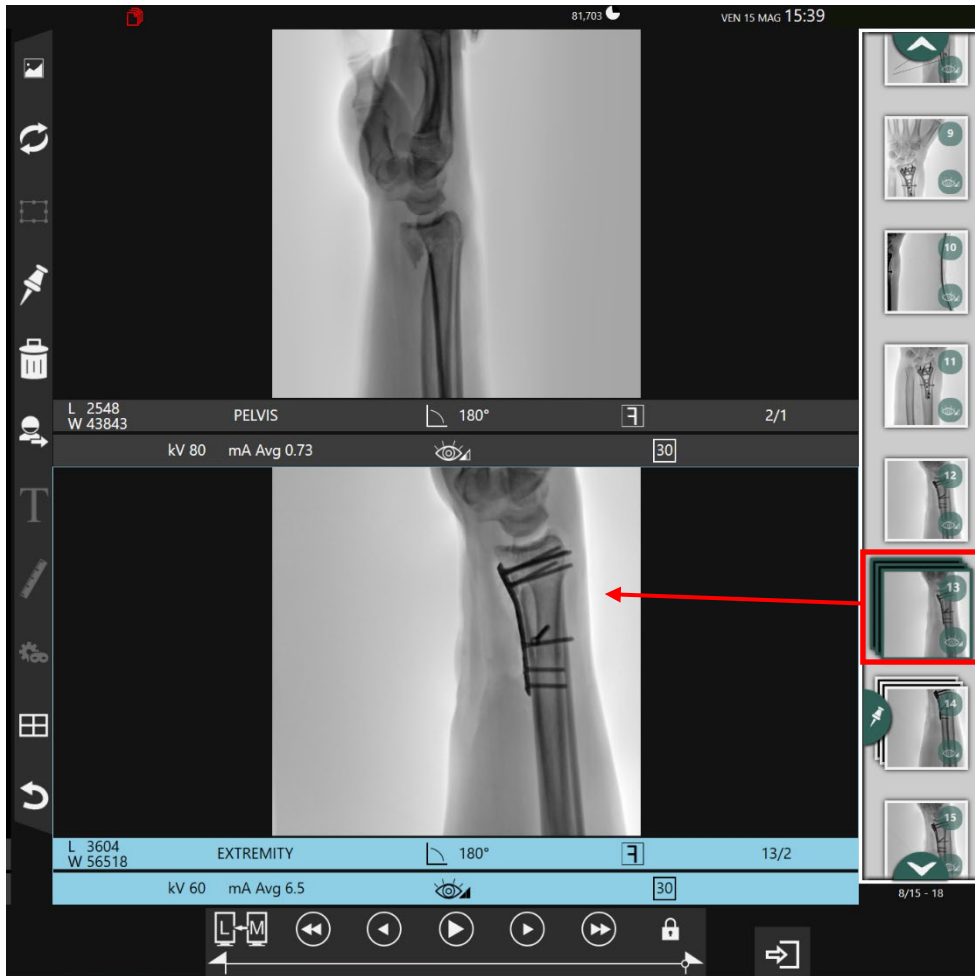 81,703
VEN 15 MAG 15:39
9
10
11
12
13
14
15
8/15 - 18
L 2548
W 43843
PELVIS
180°
F
2/1
kV 80 mA Avg 0.73
30
L 3604
W 56518
EXTREMITY
180°
F
13/2
kV 60 mA Avg 6.5
30
T
L M